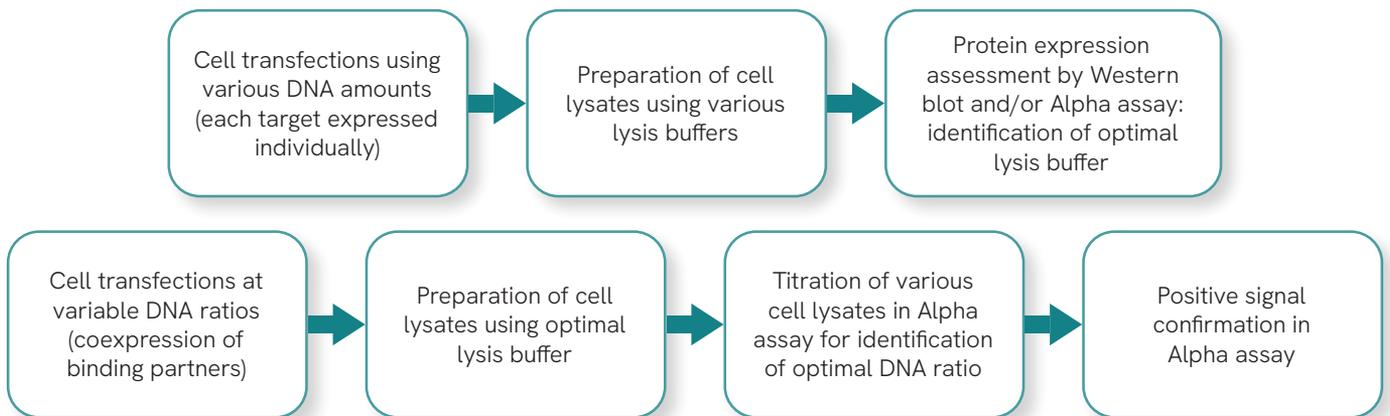 Cell transfections using
various DNA amounts
(each target expressed
individually)
Preparation of cell
lysates using various
lysis buffers
Protein expression
assessment by Western
blot and/or Alpha assay:
identification of optimal
lysis buffer
Cell transfections at
variable DNA ratios
(coexpression of
binding partners)
Preparation of cell
lysates using optimal
lysis buffer
Titration of various
cell lysates in Alpha
assay for identification
of optimal DNA ratio
Positive signal
confirmation in
Alpha assay